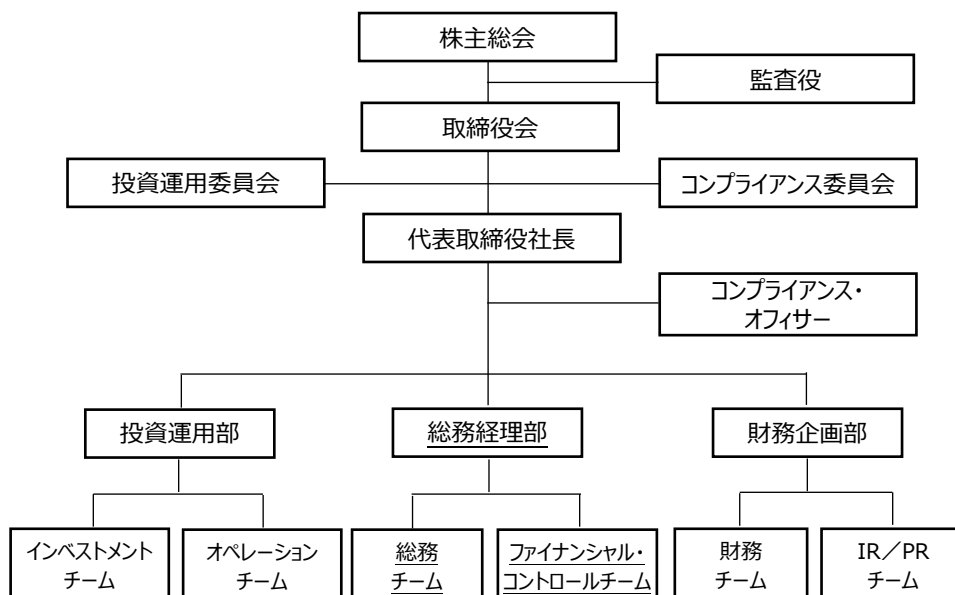 株主総会
監査役
取締役会
投資運用委員会
コンプライアンス委員会
代表取締役社長
コンプライアンス・
オフィサー
投資運用部
総務経理部
財務企画部
インベストメント
チーム
オペレーション
チーム
総務
チーム
ファイナンシャル・
コントロールチーム
財務
チーム
IR／PR
チーム